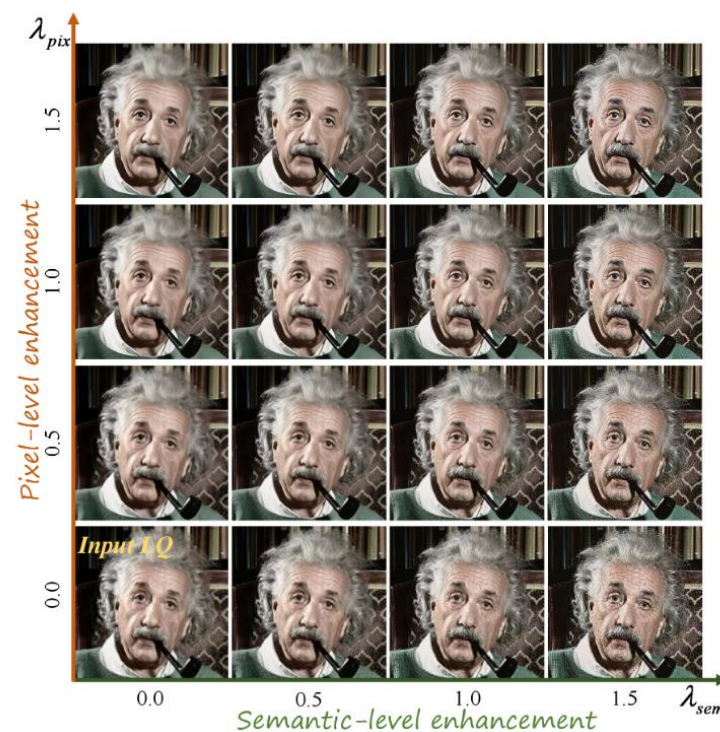 λpix
1.5
1.0
Pixel-level enhancement
0.5
Input LQ
0.0
0.0 0.5 1.0 1.5 λsem
Semantic-level enhancement